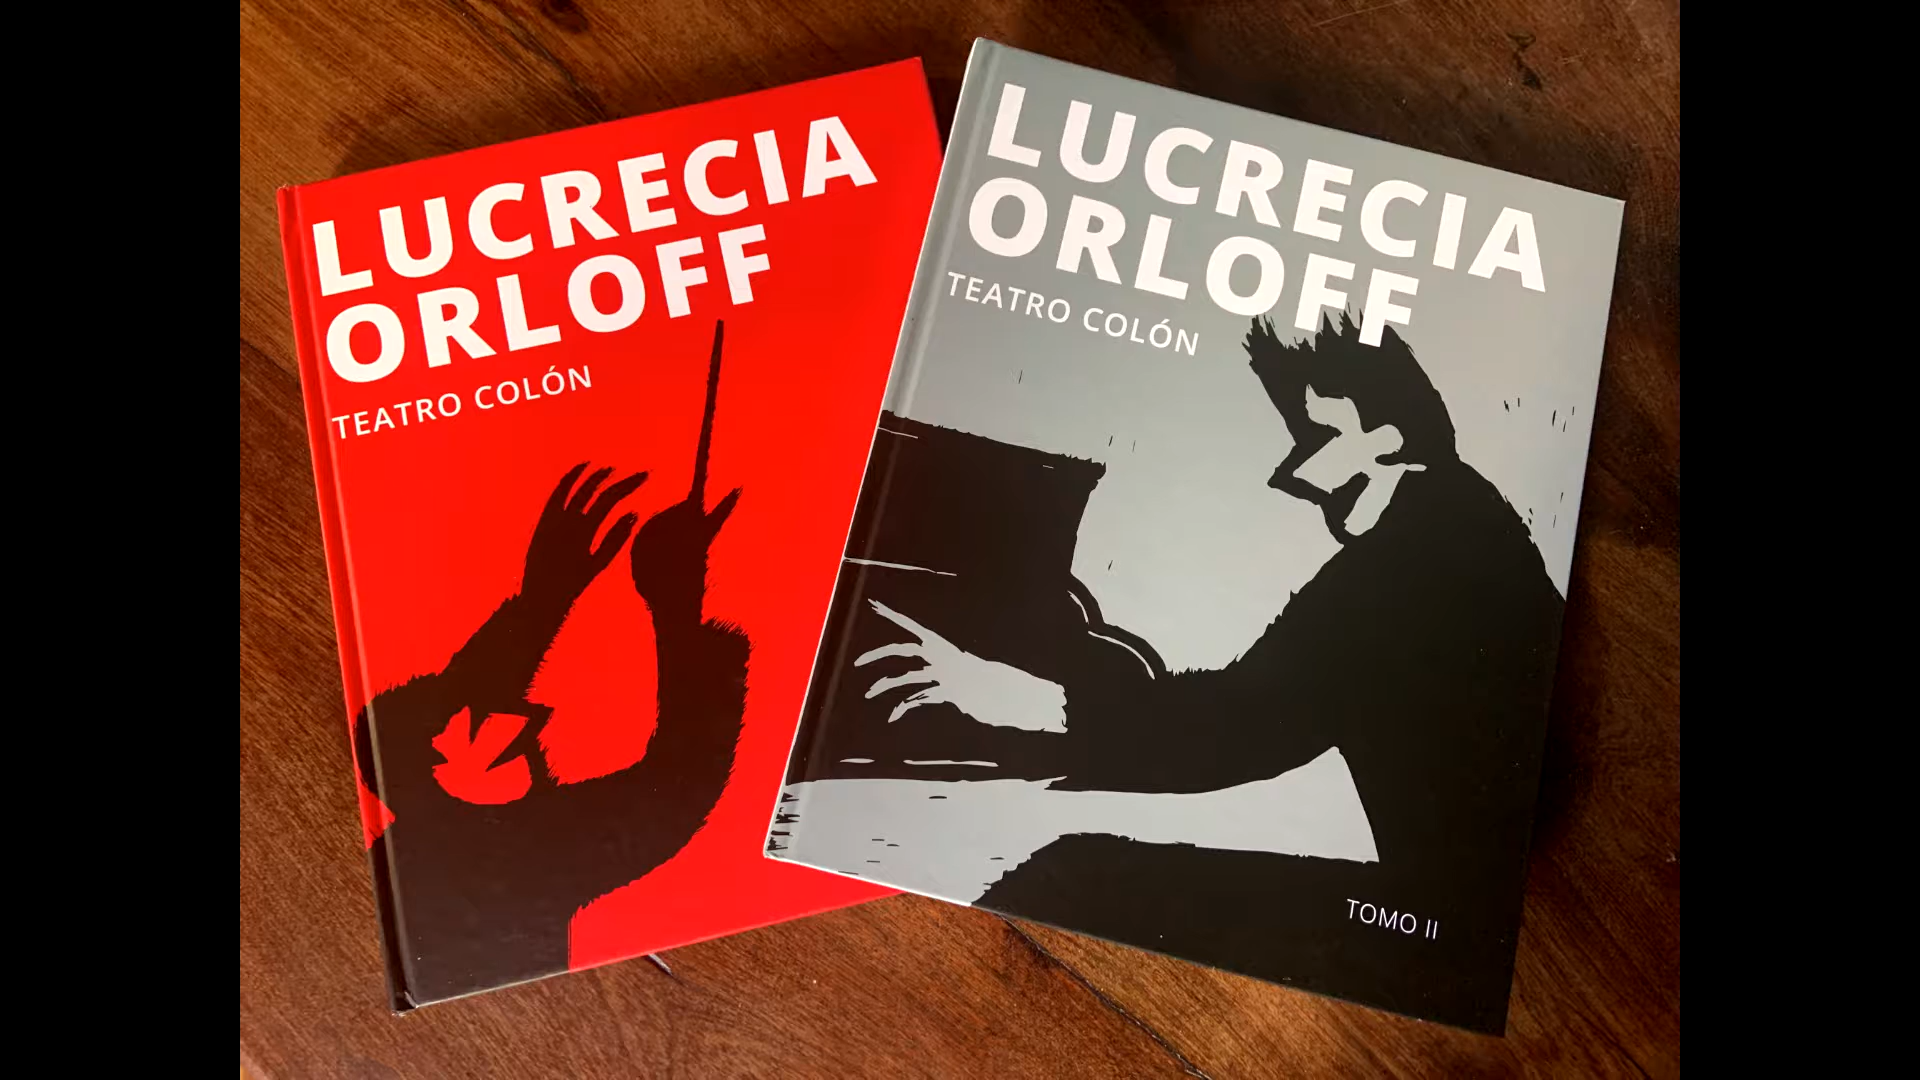 LUCRECIA
ORLOFF
TEATRO COLÓN
LUCRECIA
ORLOFF
TEATRO COLÓN
TOMO II